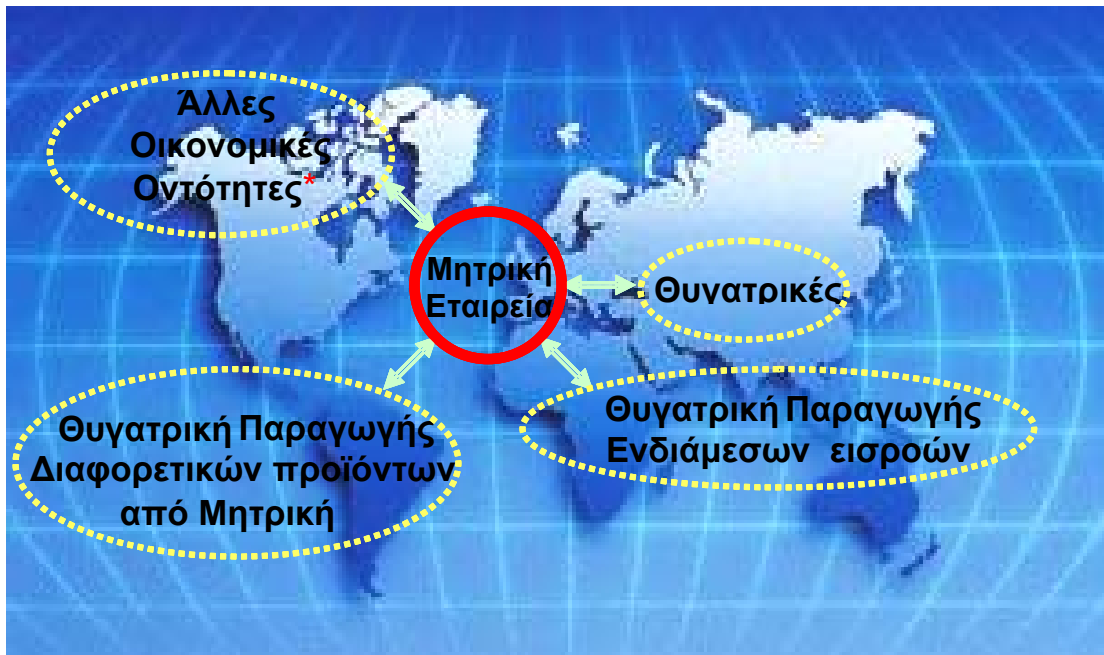 Άλλες
Οικονομικές
Οντότητες*
Μητρική
Εταιρεία
Θυγατρικές
Θυγατρική Παραγωγής
Διαφορετικών προϊόντων
από Μητρική
Θυγατρική Παραγωγής
Ενδιάμεσων εισροών